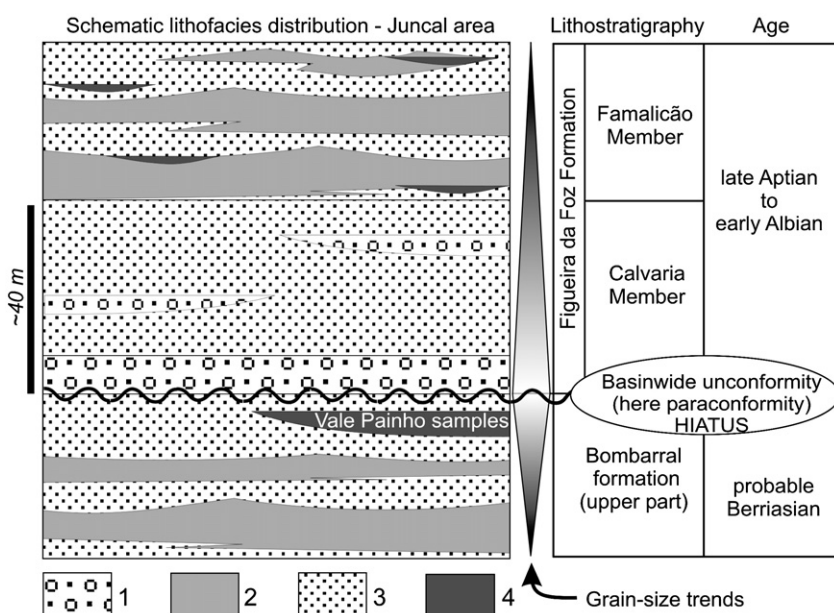 Schematic lithofacies distribution - Juncal area
Lithostratigraphy
Age
~40 m
Vale Painho samples
Figueira da Foz Formation
Famalicão
Member
Calvaria
Member
late Aptian
to
early Albian
Basinwide unconformity
(here paraconformity)
HIATUS
Bombarral
formation
(upper part)
probable
Berriasian
1
2
3
4
Grain-size trends